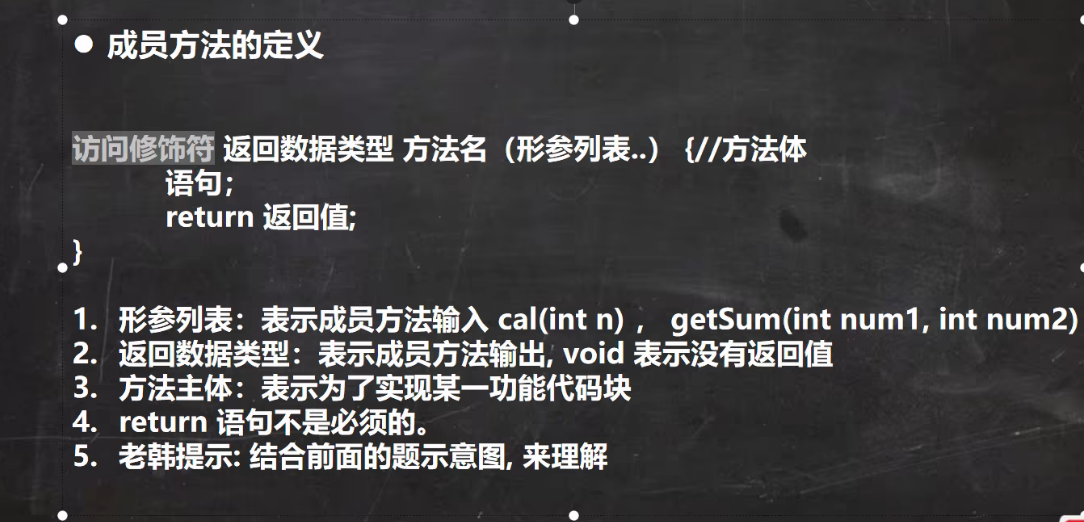 ● 成员方法的定义
访问修饰符 返回数据类型 方法名（形参列表..） {//方法体
语句；
return 返回值;
}
1. 形参列表：表示成员方法输入 cal(int n) ， getSum(int num1, int num2)
2. 返回数据类型：表示成员方法输出, void 表示没有返回值
3. 方法主体：表示为了实现某一功能代码块
4. return 语句不是必须的。
5. 老韩提示: 结合前面的题示意图, 来理解